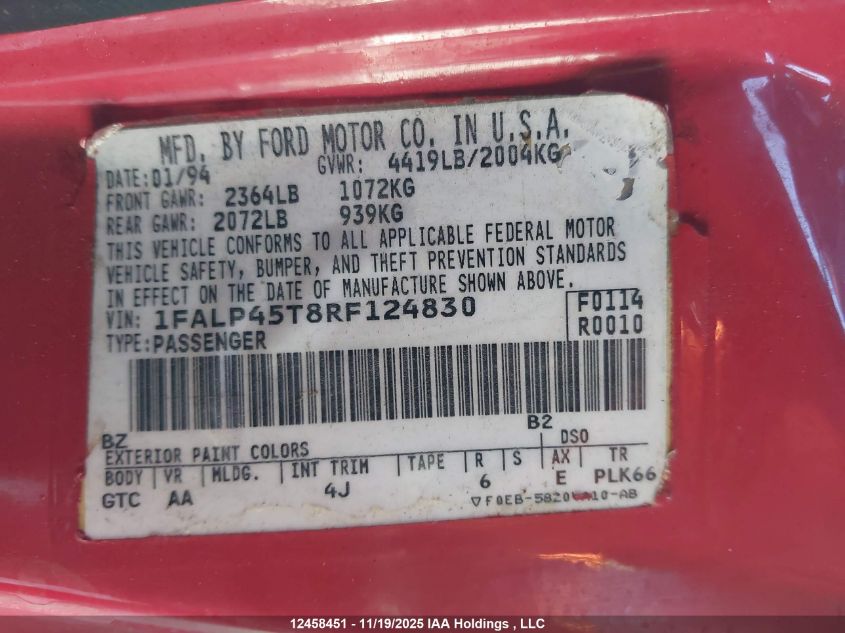 MFD. BY FORD MOTOR CO. IN U.S.A.
DATE: 01/94 GVWR: 4419LB/2004KG
FRONT GAWR: 2364LB 1072KG
REAR GAWR: 2072LB 939KG
THIS VEHICLE CONFORMS TO ALL APPLICABLE FEDERAL MOTOR
VEHICLE SAFETY, BUMPER, AND THEFT PREVENTION STANDARDS
IN EFFECT ON THE DATE OF MANUFACTURE SHOWN ABOVE.
VIN: 1FALP45T8RF124830 F0114
TYPE: PASSENGER R0010
BZ B2
EXTERIOR PAINT COLORS DSO
BODY VR MLDG. INT TRIM TAPE R S AX TR
GTC AA 4J 6 E PLK66
12458451 - 11/19/2025 IAA Holdings , LLC